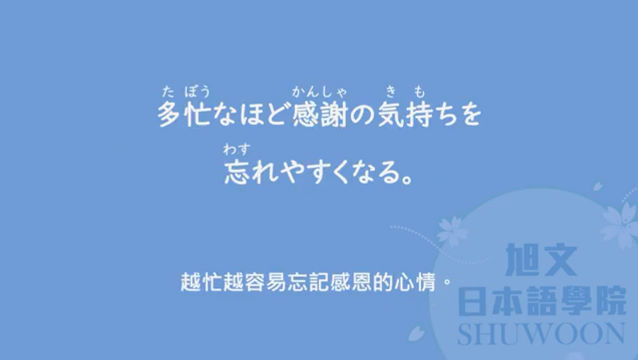 た ぼう かんしゃ き も
多忙なほど感謝の気持ちを
わす
忘れやすくなる。
越忙越容易忘記感恩的心情。
旭文
日本語學院
SHUWOON